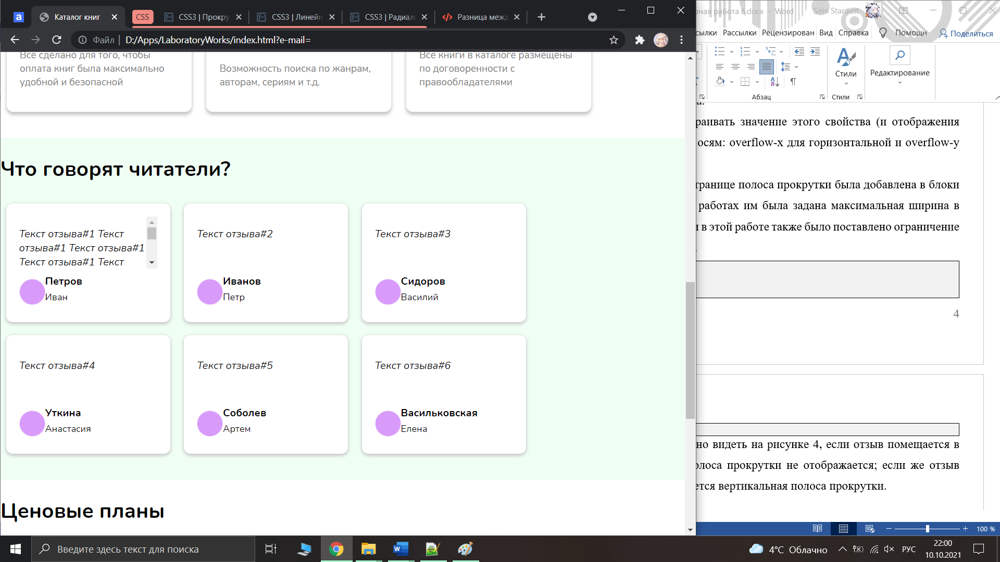 a
Каталог книг
CSS
CSS3 | Прокру
CSS3 | Линейн
CSS3 | Радиал
Разница межд
Файл
D:/Apps/LaboratoryWorks/index.html?e-mail=
Все сделано для того, чтобы
оплата книг была максимально
удобной и безопасной
Возможность поиска по жанрам,
авторам, сериям и т.д.
Все книги в каталоге размещены
по договоренности с
правообладателями
Что говорят читатели?
Текст отзыва#1 Текст
отзыва#1 Текст отзыва#1
Текст отзыва#1 Текст
Петров
Иван
Текст отзыва#2
Иванов
Петр
Текст отзыва#3
Сидоров
Василий
Текст отзыва#4
Уткина
Анастасия
Текст отзыва#5
Соболев
Артем
Текст отзыва#6
Васильковская
Елена
Ценовые планы
рная работа 6.docx - Word
Sirin Stardust
сылки
Рассылки
Рецензирован
Вид
Справка
Помощн
Поделиться
Абзац
Стили
Стили
Редактирование
раивать значение этого свойства (и отображения
осям: overflow-x для горизонтальной и overflow-y
транице полоса прокрутки была добавлена в блоки
работах им была задана максимальная ширина в
и в этой работе также было поставлено ограничение
4
но видеть на рисунке 4, если отзыв помещается в
олоса прокрутки не отображается; если же отзыв
ется вертикальная полоса прокрутки.
100 %
Введите здесь текст для поиска
4°C Облачно
РУС
22:00
10.10.2021